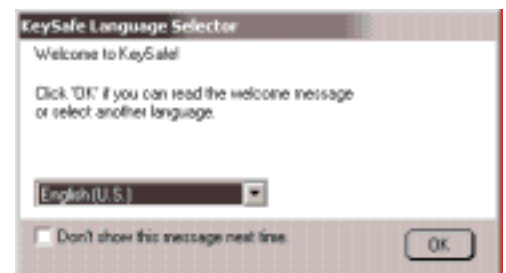 KeySafe Language Selector
Welcome to KeySafe!
Click 'OK' if you can read the welcome message
or select another language.
English (U.S.)
Don't show this message next time.
OK